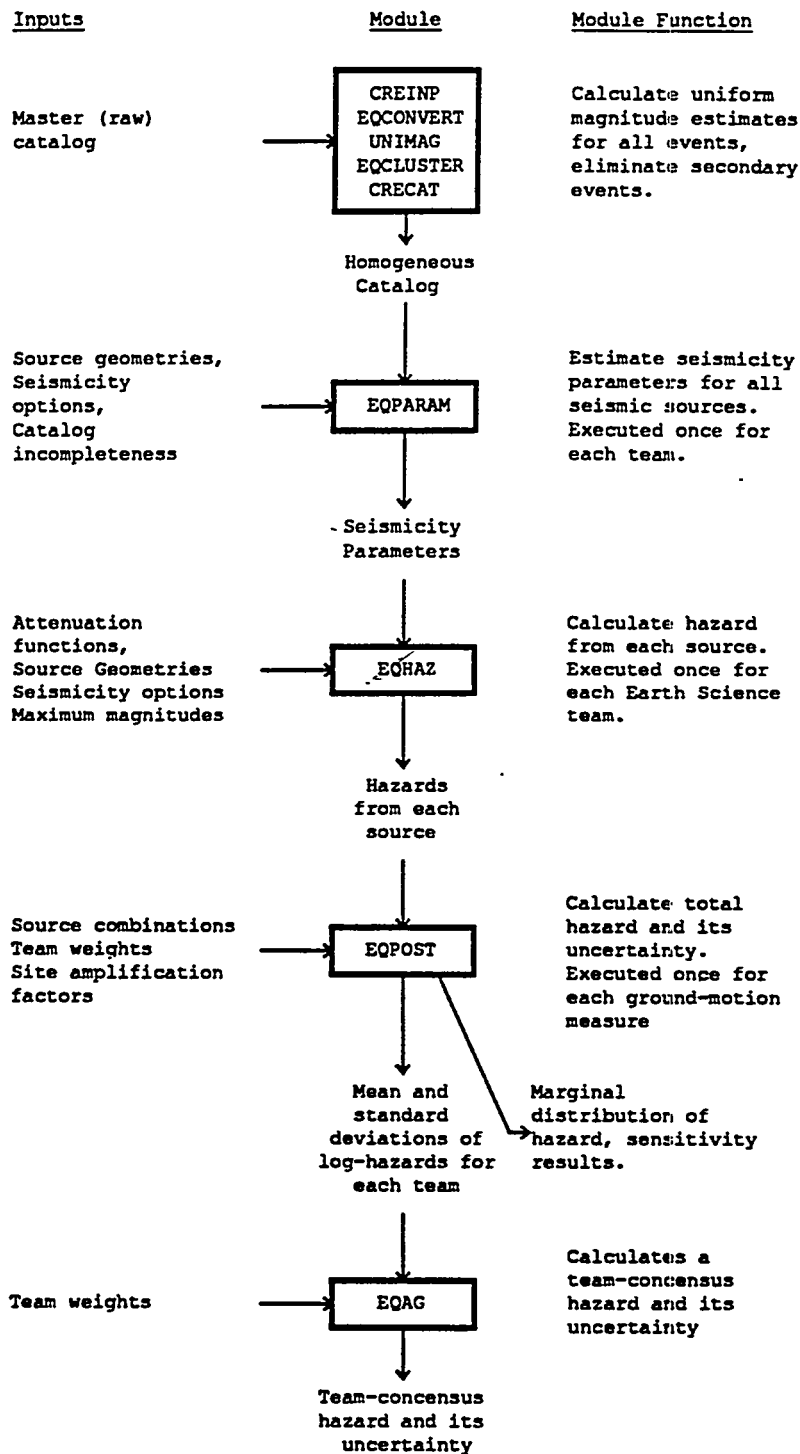 Inputs
Module
Module Function
Master (raw)
catalog
CREINP
EQCONVERT
UNIMAG
EQCLUSTER
CRECAT
Calculate uniform
magnitude estimates
for all events,
eliminate secondary
events.
Homogeneous
Catalog
Source geometries,
Seismicity
options,
Catalog
incompleteness
EQPARAM
Estimate seismicity
parameters for all
seismic sources.
Executed once for
each team.
Seismicity
Parameters
Attenuation
functions,
Source Geometries
Seismicity options
Maximum magnitudes
EQHAZ
Calculate hazard
from each source.
Executed once for
each Earth Science
team.
Hazards
from each
source
Source combinations
Team weights
Site amplification
factors
EQPOST
Calculate total
hazard and its
uncertainty.
Executed once for
each ground-motion
measure
Mean and
standard
deviations of
log-hazards for
each team
Marginal
distribution of
hazard, sensitivity
results.
Team weights
EQAG
Calculates a
team-concensus
hazard and its
uncertainty
Team-concensus
hazard and its
uncertainty